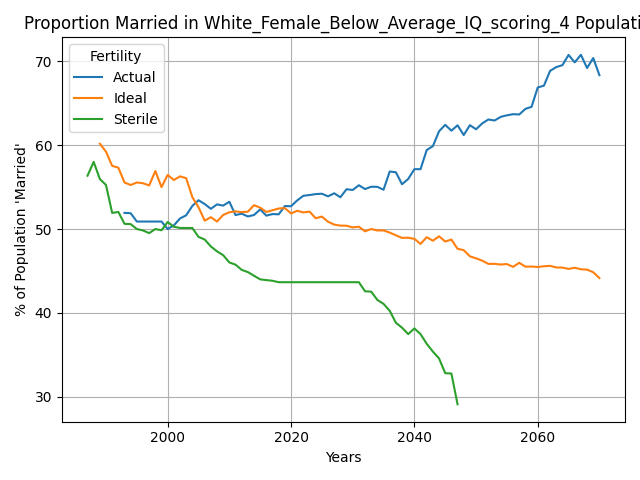 Proportion Married in White_Female_Below_Average_IQ_scoring_4 Populati
Fertility
Actual
Ideal
Sterile
70
60
50
40
30
% of Population 'Married'
2000 2020 2040 2060
Years